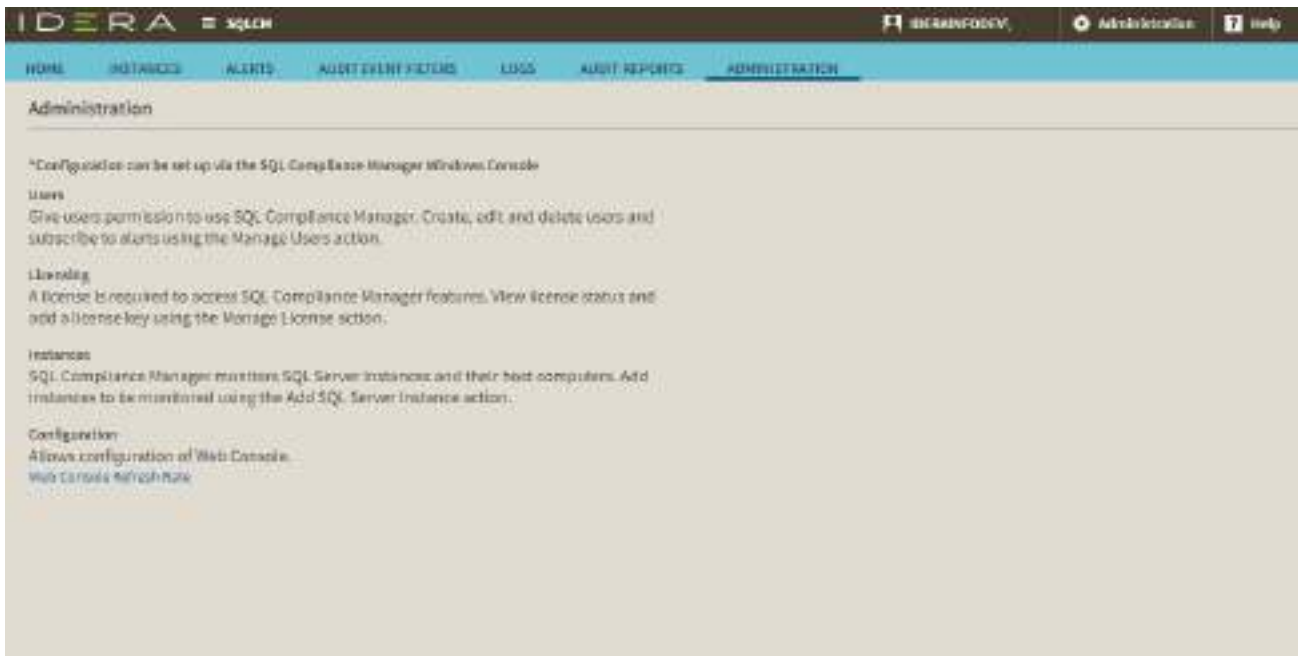 IDERA ≡ SQLCM IDERAINFODEV\ Administration ? Help
HOME INSTANCES ALERTS AUDIT EVENT FILTERS LOGS AUDIT REPORTS ADMINISTRATION
Administration
*Configuration can be set up via the SQL Compliance Manager Windows Console
Users
Give users permission to use SQL Compliance Manager. Create, edit and delete users and
subscribe to alerts using the Manage Users action.
Licensing
A license is required to access SQL Compliance Manager features. View license status and
add a license key using the Manage License action.
Instances
SQL Compliance Manager monitors SQL Server instances and their host computers. Add
instances to be monitored using the Add SQL Server Instance action.
Configuration
Allows configuration of Web Console.
Web Console Refresh Rate